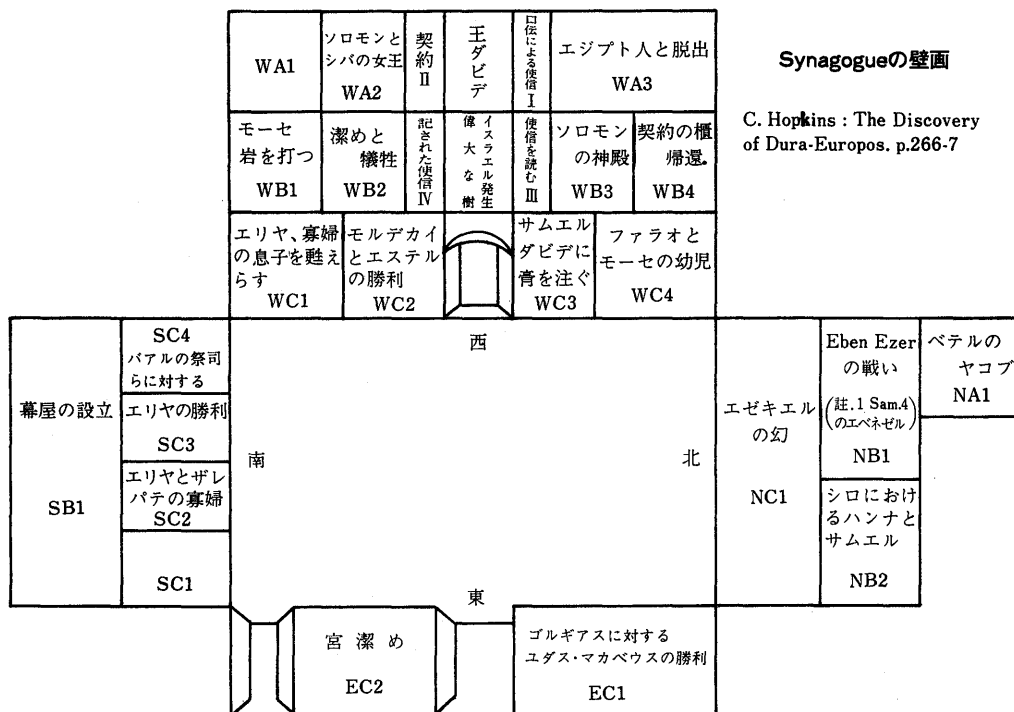 Synagogueの壁画
C. Hopkins : The Discovery
of Dura-Europos. p.266-7
WA1
ソロモンと
シバの女王
WA2
契約II
王ダビデ
口伝による使信I
エジプト人と脱出
WA3
モーセ
岩を打つ
WB1
潔めと
犠牲
WB2
記された使信IV
イスラエル発生
偉大な樹
使信を読むIII
ソロモン
の神殿
WB3
契約の櫃
帰還.
WB4
エリヤ、寡婦
の息子を甦え
らす
WC1
モルデカイ
とエステル
の勝利
WC2
サムエル
ダビデに
膏を注ぐ
WC3
ファラオと
モーセの幼児
WC4
西
南
北
東
幕屋の設立
SB1
SC4
バアルの祭司
らに対する
エリヤの勝利
SC3
エリヤとザレ
パテの寡婦
SC2
SC1
エゼキエル
の幻
NC1
Eben Ezer
の戦い
(註.1 Sam.4
のエベネゼル)
NB1
シロにおけ
るハンナと
サムエル
NB2
ベテルの
ヤコブ
NA1
宮潔め
EC2
ゴルギアスに対する
ユダス・マカベウスの勝利
EC1